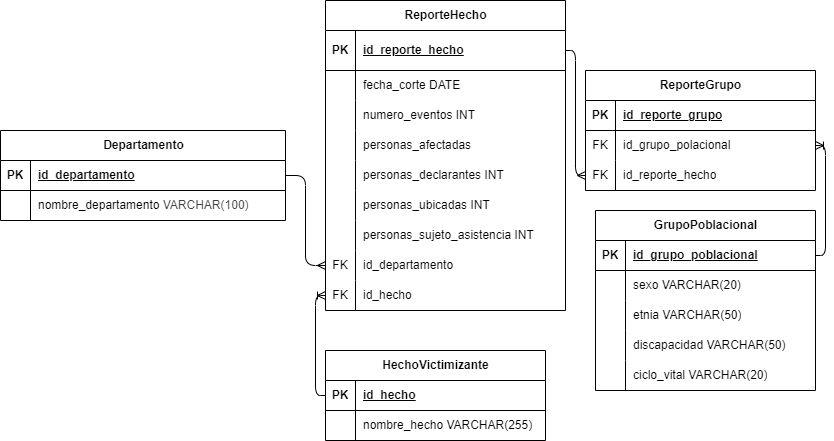 ReporteHecho
PK id_reporte_hecho
fecha_corte DATE
numero_eventos INT
personas_afectadas
personas_declarantes INT
personas_ubicadas INT
personas_sujeto_asistencia INT
FK id_departamento
FK id_hecho
Departamento
PK id_departamento
nombre_departamento VARCHAR(100)
HechoVictimizante
PK id_hecho
nombre_hecho VARCHAR(255)
ReporteGrupo
PK id_reporte_grupo
FK id_grupo_polacional
FK id_reporte_hecho
GrupoPoblacional
PK id_grupo_poblacional
sexo VARCHAR(20)
etnia VARCHAR(50)
discapacidad VARCHAR(50)
ciclo_vital VARCHAR(20)